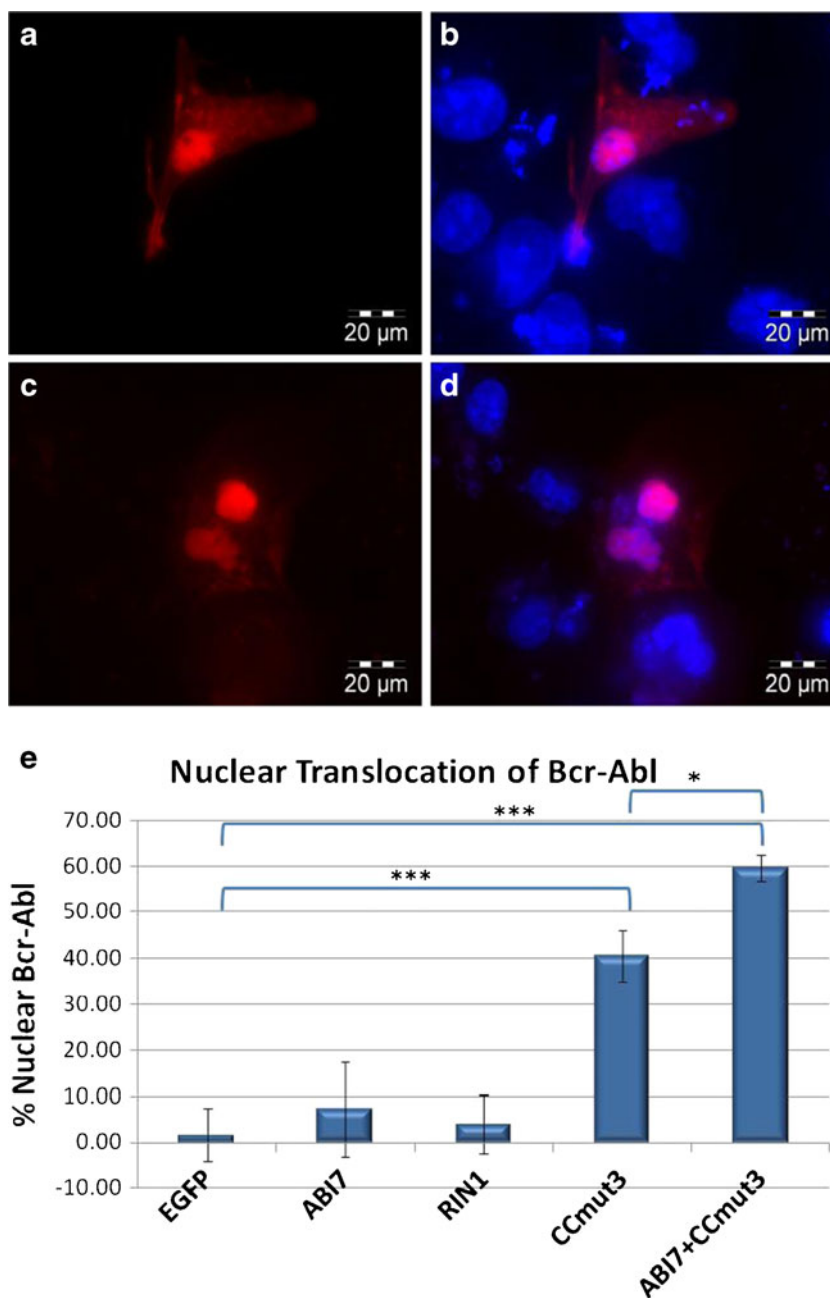 a
b
20 µm
20 µm
c
d
20 µm
20 µm
e
Nuclear Translocation of Bcr-Abl
*
***
***
% Nuclear Bcr-Abl
70.00
60.00
50.00
40.00
30.00
20.00
10.00
0.00
-10.00
EGFP
ABI7
RIN1
CCmut3
ABI7+CCmut3